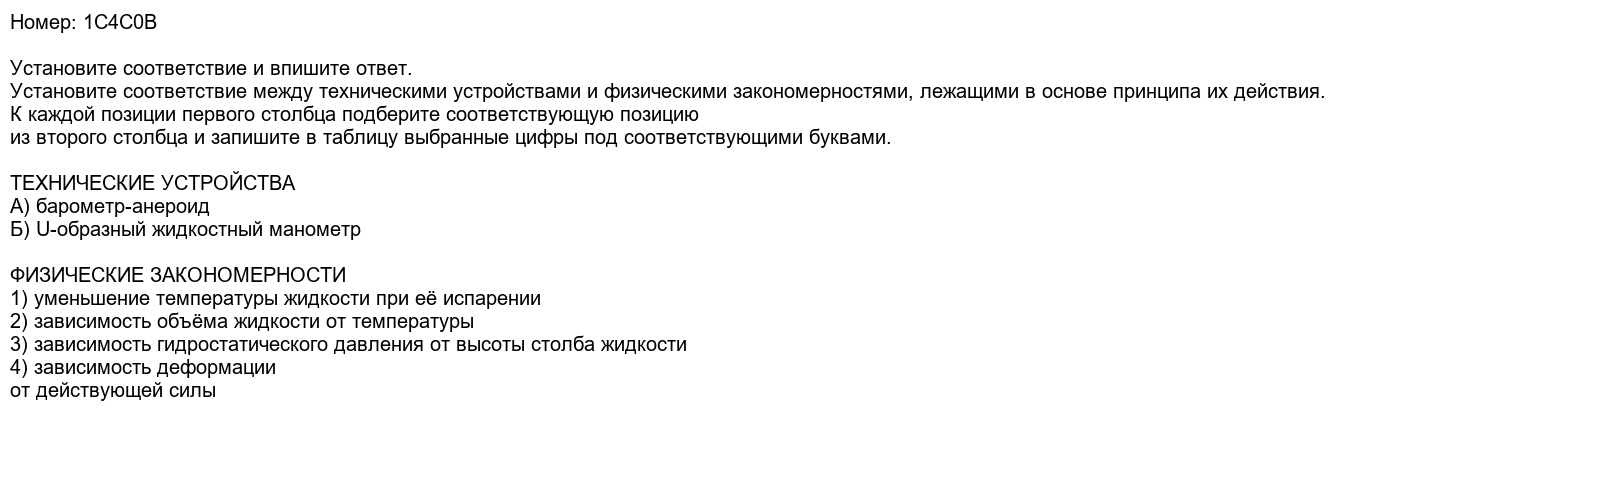 Номер: 1C4C0B
Установите соответствие и впишите ответ.
Установите соответствие между техническими устройствами и физическими закономерностями, лежащими в основе принципа их действия.
К каждой позиции первого столбца подберите соответствующую позицию
из второго столбца и запишите в таблицу выбранные цифры под соответствующими буквами.
ТЕХНИЧЕСКИЕ УСТРОЙСТВА
А) барометр-анероид
Б) U-образный жидкостный манометр
ФИЗИЧЕСКИЕ ЗАКОНОМЕРНОСТИ
1) уменьшение температуры жидкости при её испарении
2) зависимость объёма жидкости от температуры
3) зависимость гидростатического давления от высоты столба жидкости
4) зависимость деформации
от действующей силы